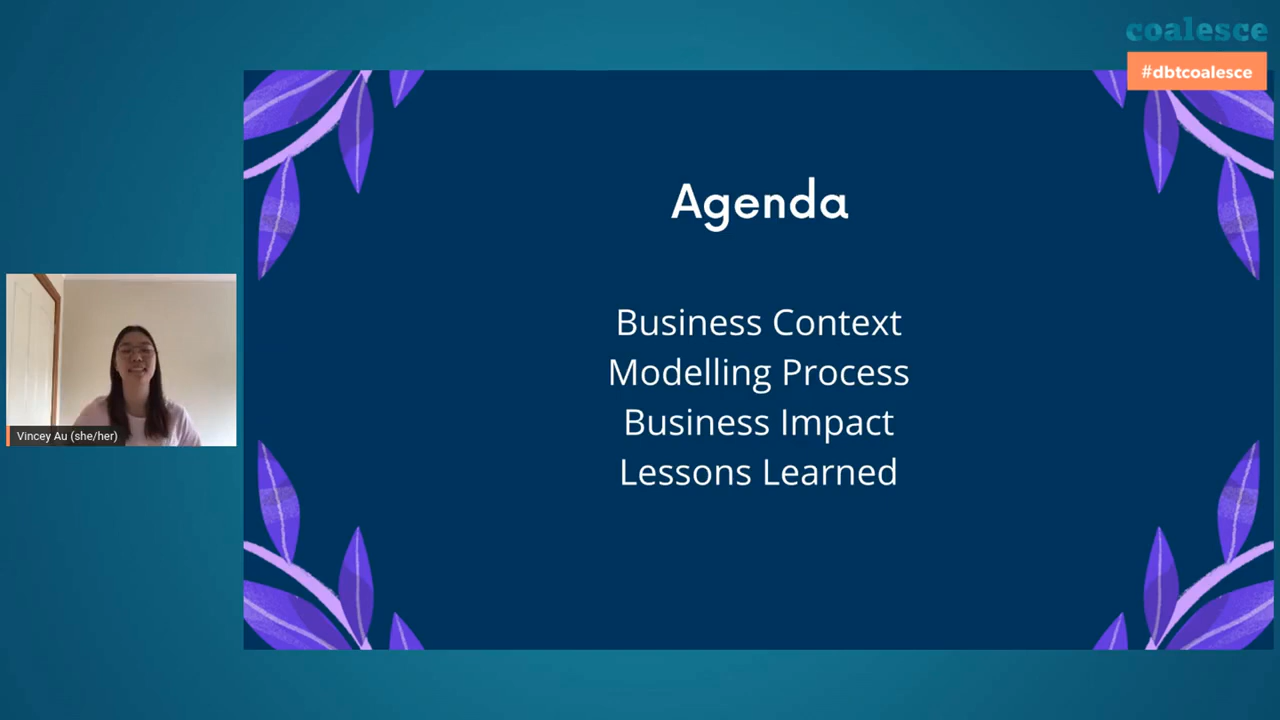 coalesce
#dbtcoalesce
Agenda
Business Context
Modelling Process
Business Impact
Lessons Learned
Vincey Au (she/her)